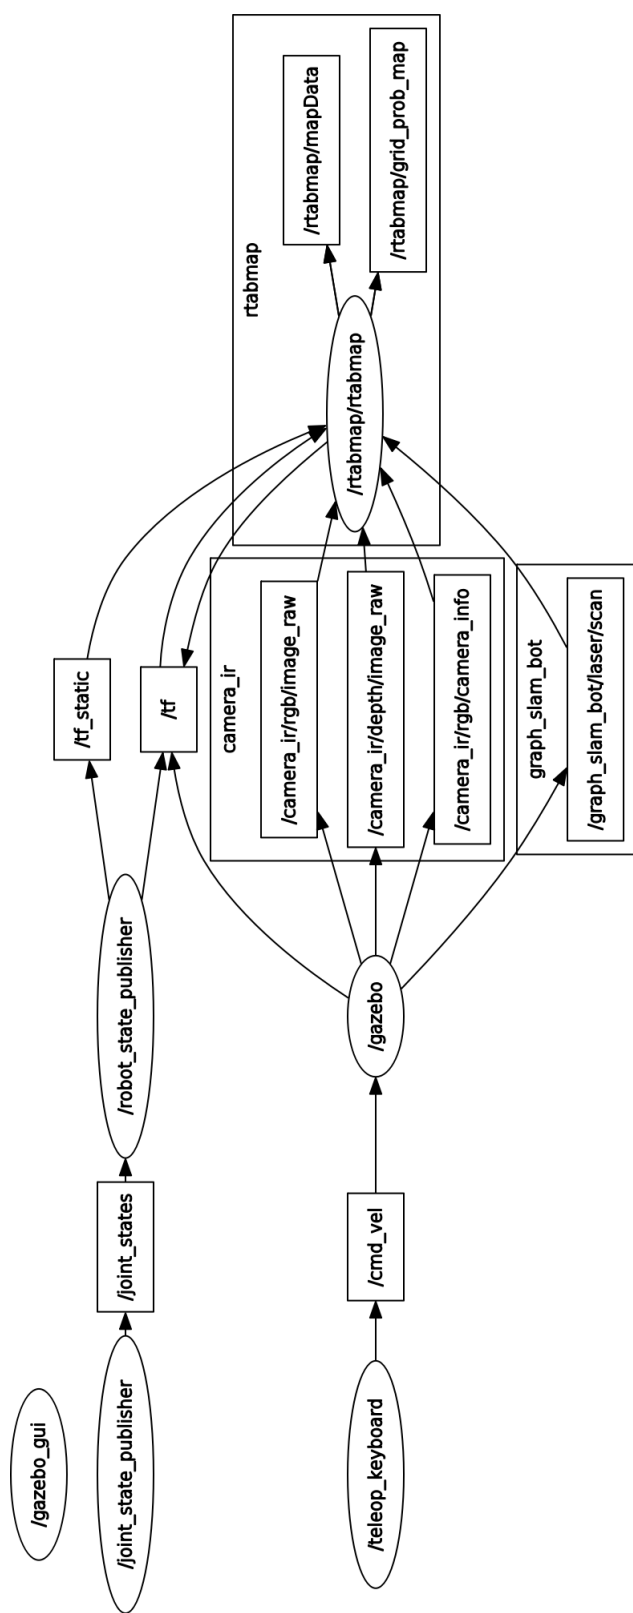 /gazebo_gui
/joint_state_publisher
/joint_states
/robot_state_publisher
/tf_static
/tf
/teleop_keyboard
/cmd_vel
/gazebo
camera_ir
/camera_ir/rgb/image_raw
/camera_ir/depth/image_raw
/camera_ir/rgb/camera_info
graph_slam_bot
/graph_slam_bot/laser/scan
rtabmap
/rtabmap/rtabmap
/rtabmap/mapData
/rtabmap/grid_prob_map